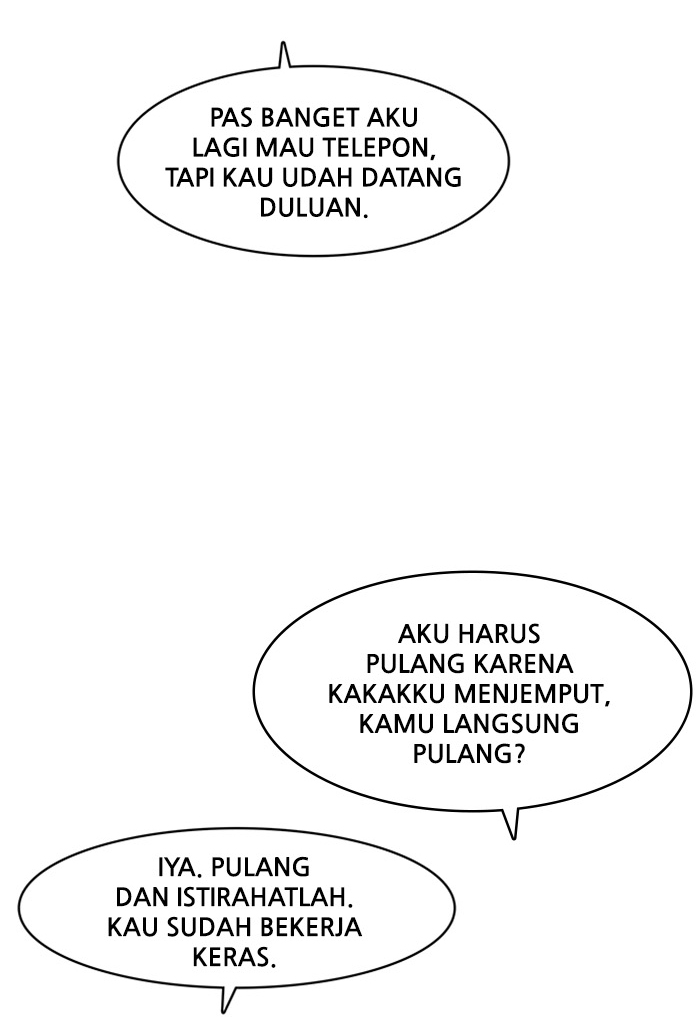 PAS BANGET AKU
LAGI MAU TELEPON,
TAPI KAU UDAH DATANG
DULUAN.
AKU HARUS
PULANG KARENA
KAKAKKU MENJEMPUT,
KAMU LANGSUNG
PULANG?
IYA. PULANG
DAN ISTIRAHATLAH.
KAU SUDAH BEKERJA
KERAS.